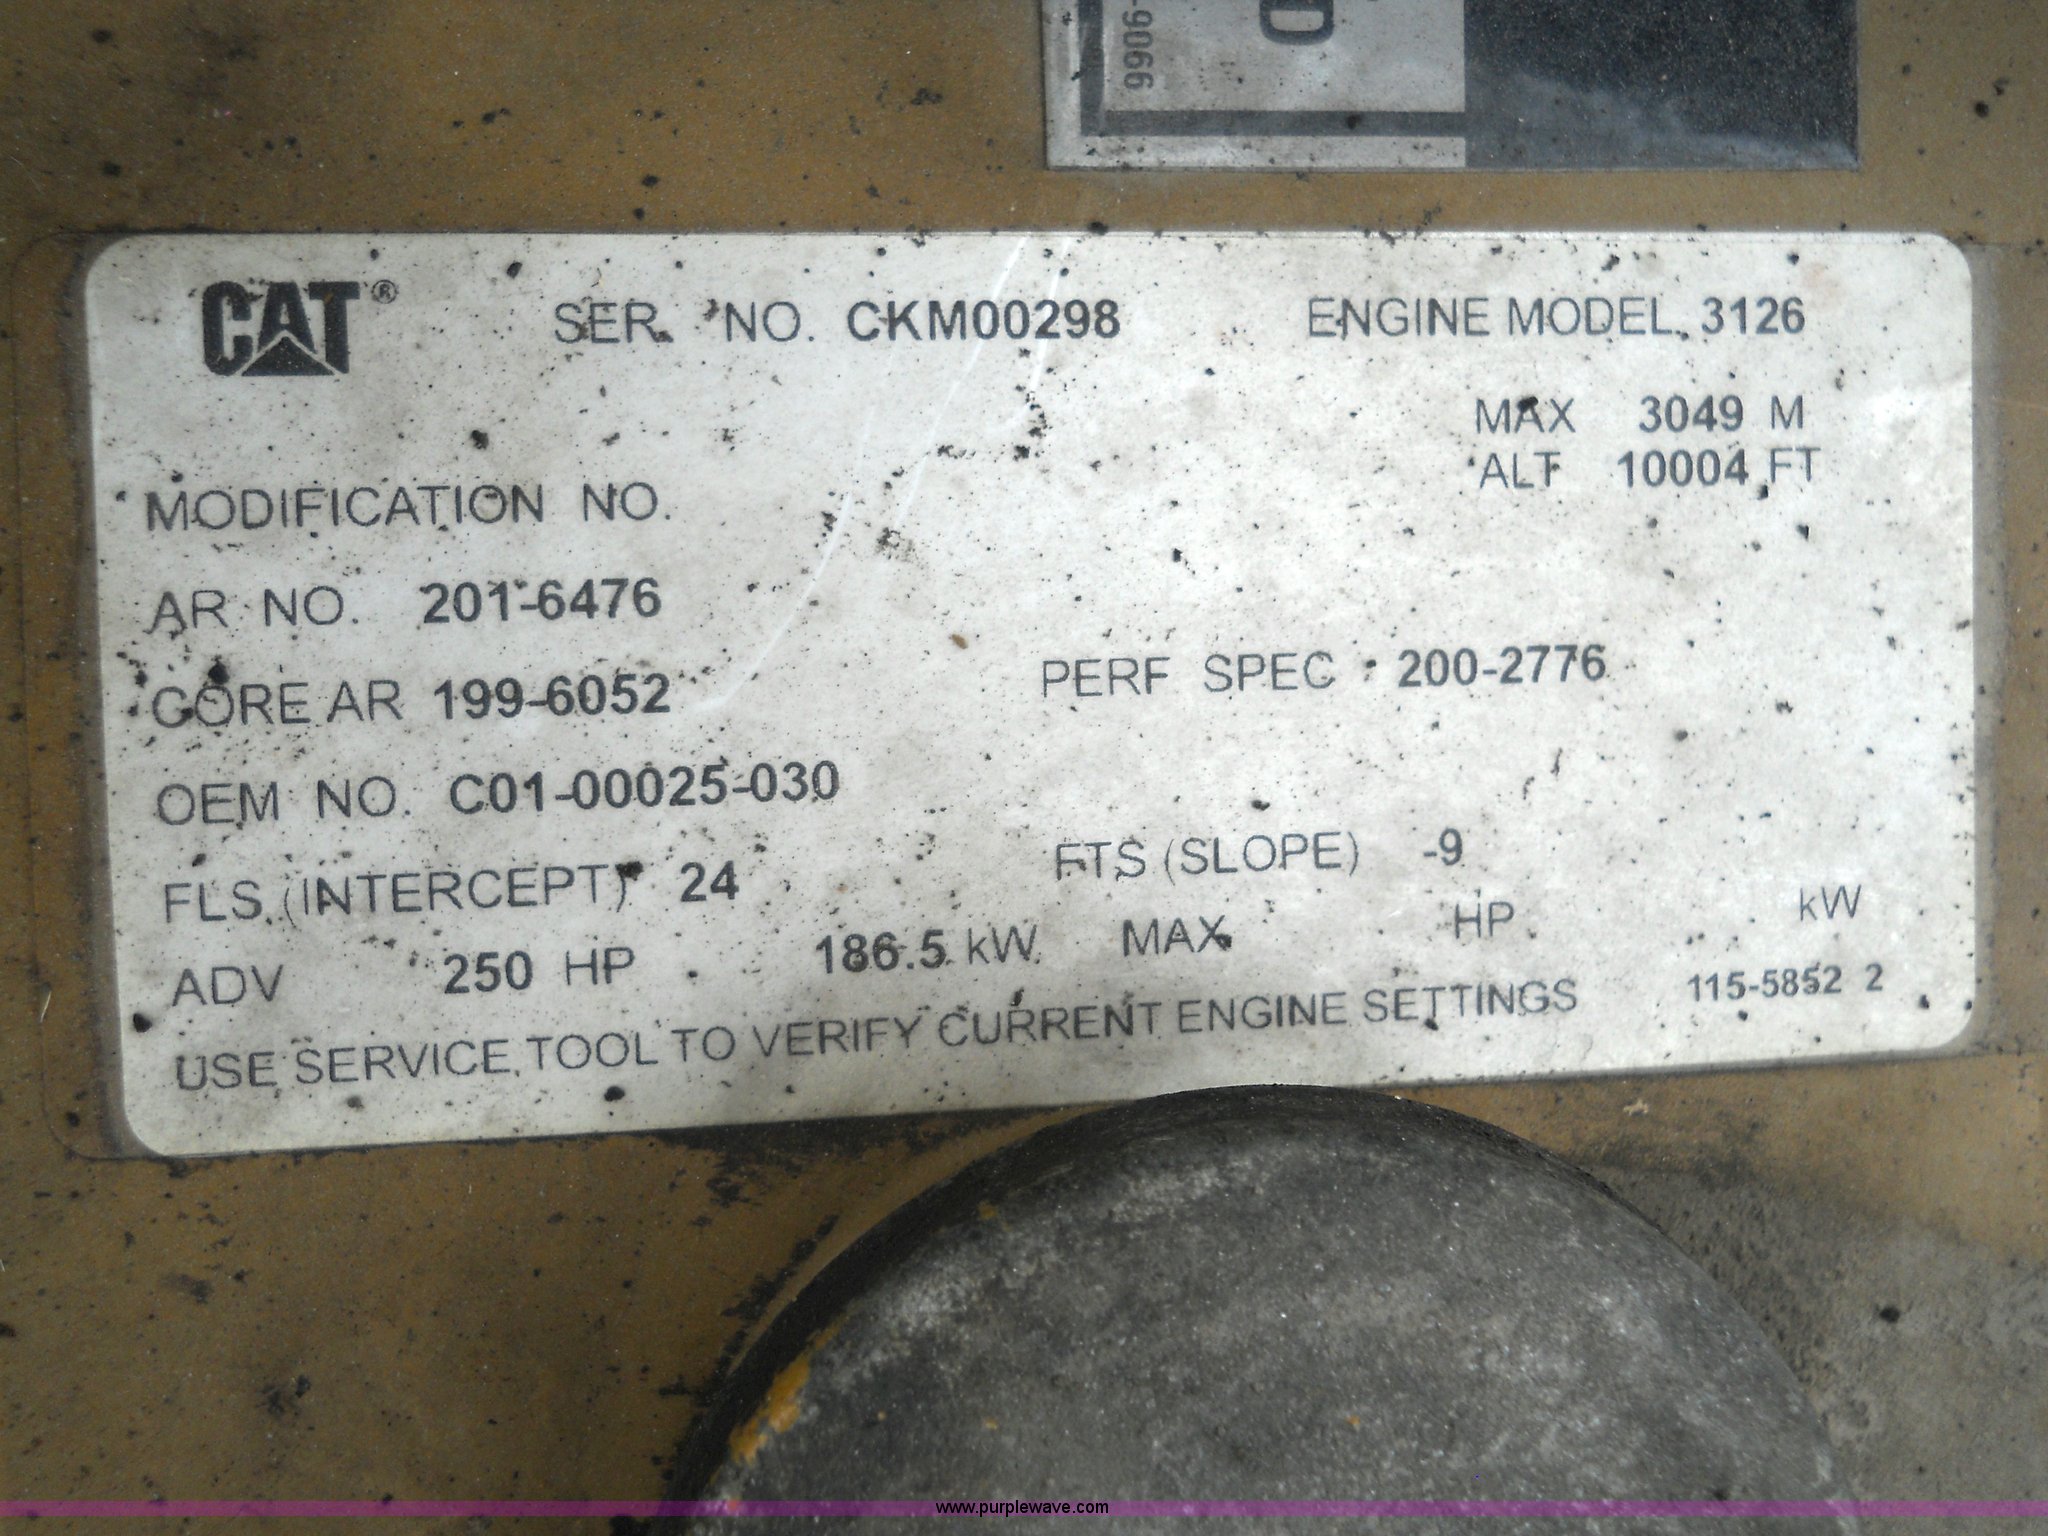 9906-
D
CAT® SER. NO. CKM00298 ENGINE MODEL 3126
MAX 3049 M
ALT 10004 FT
MODIFICATION NO.
AR NO. 201-6476
CORE AR 199-6052 PERF SPEC 200-2776
OEM NO. C01-00025-030
FLS (INTERCEPT) 24 FTS (SLOPE) -9
ADV 250 HP 186.5 kW MAX HP kW
USE SERVICE TOOL TO VERIFY CURRENT ENGINE SETTINGS 115-5852 2
www.purplewave.com